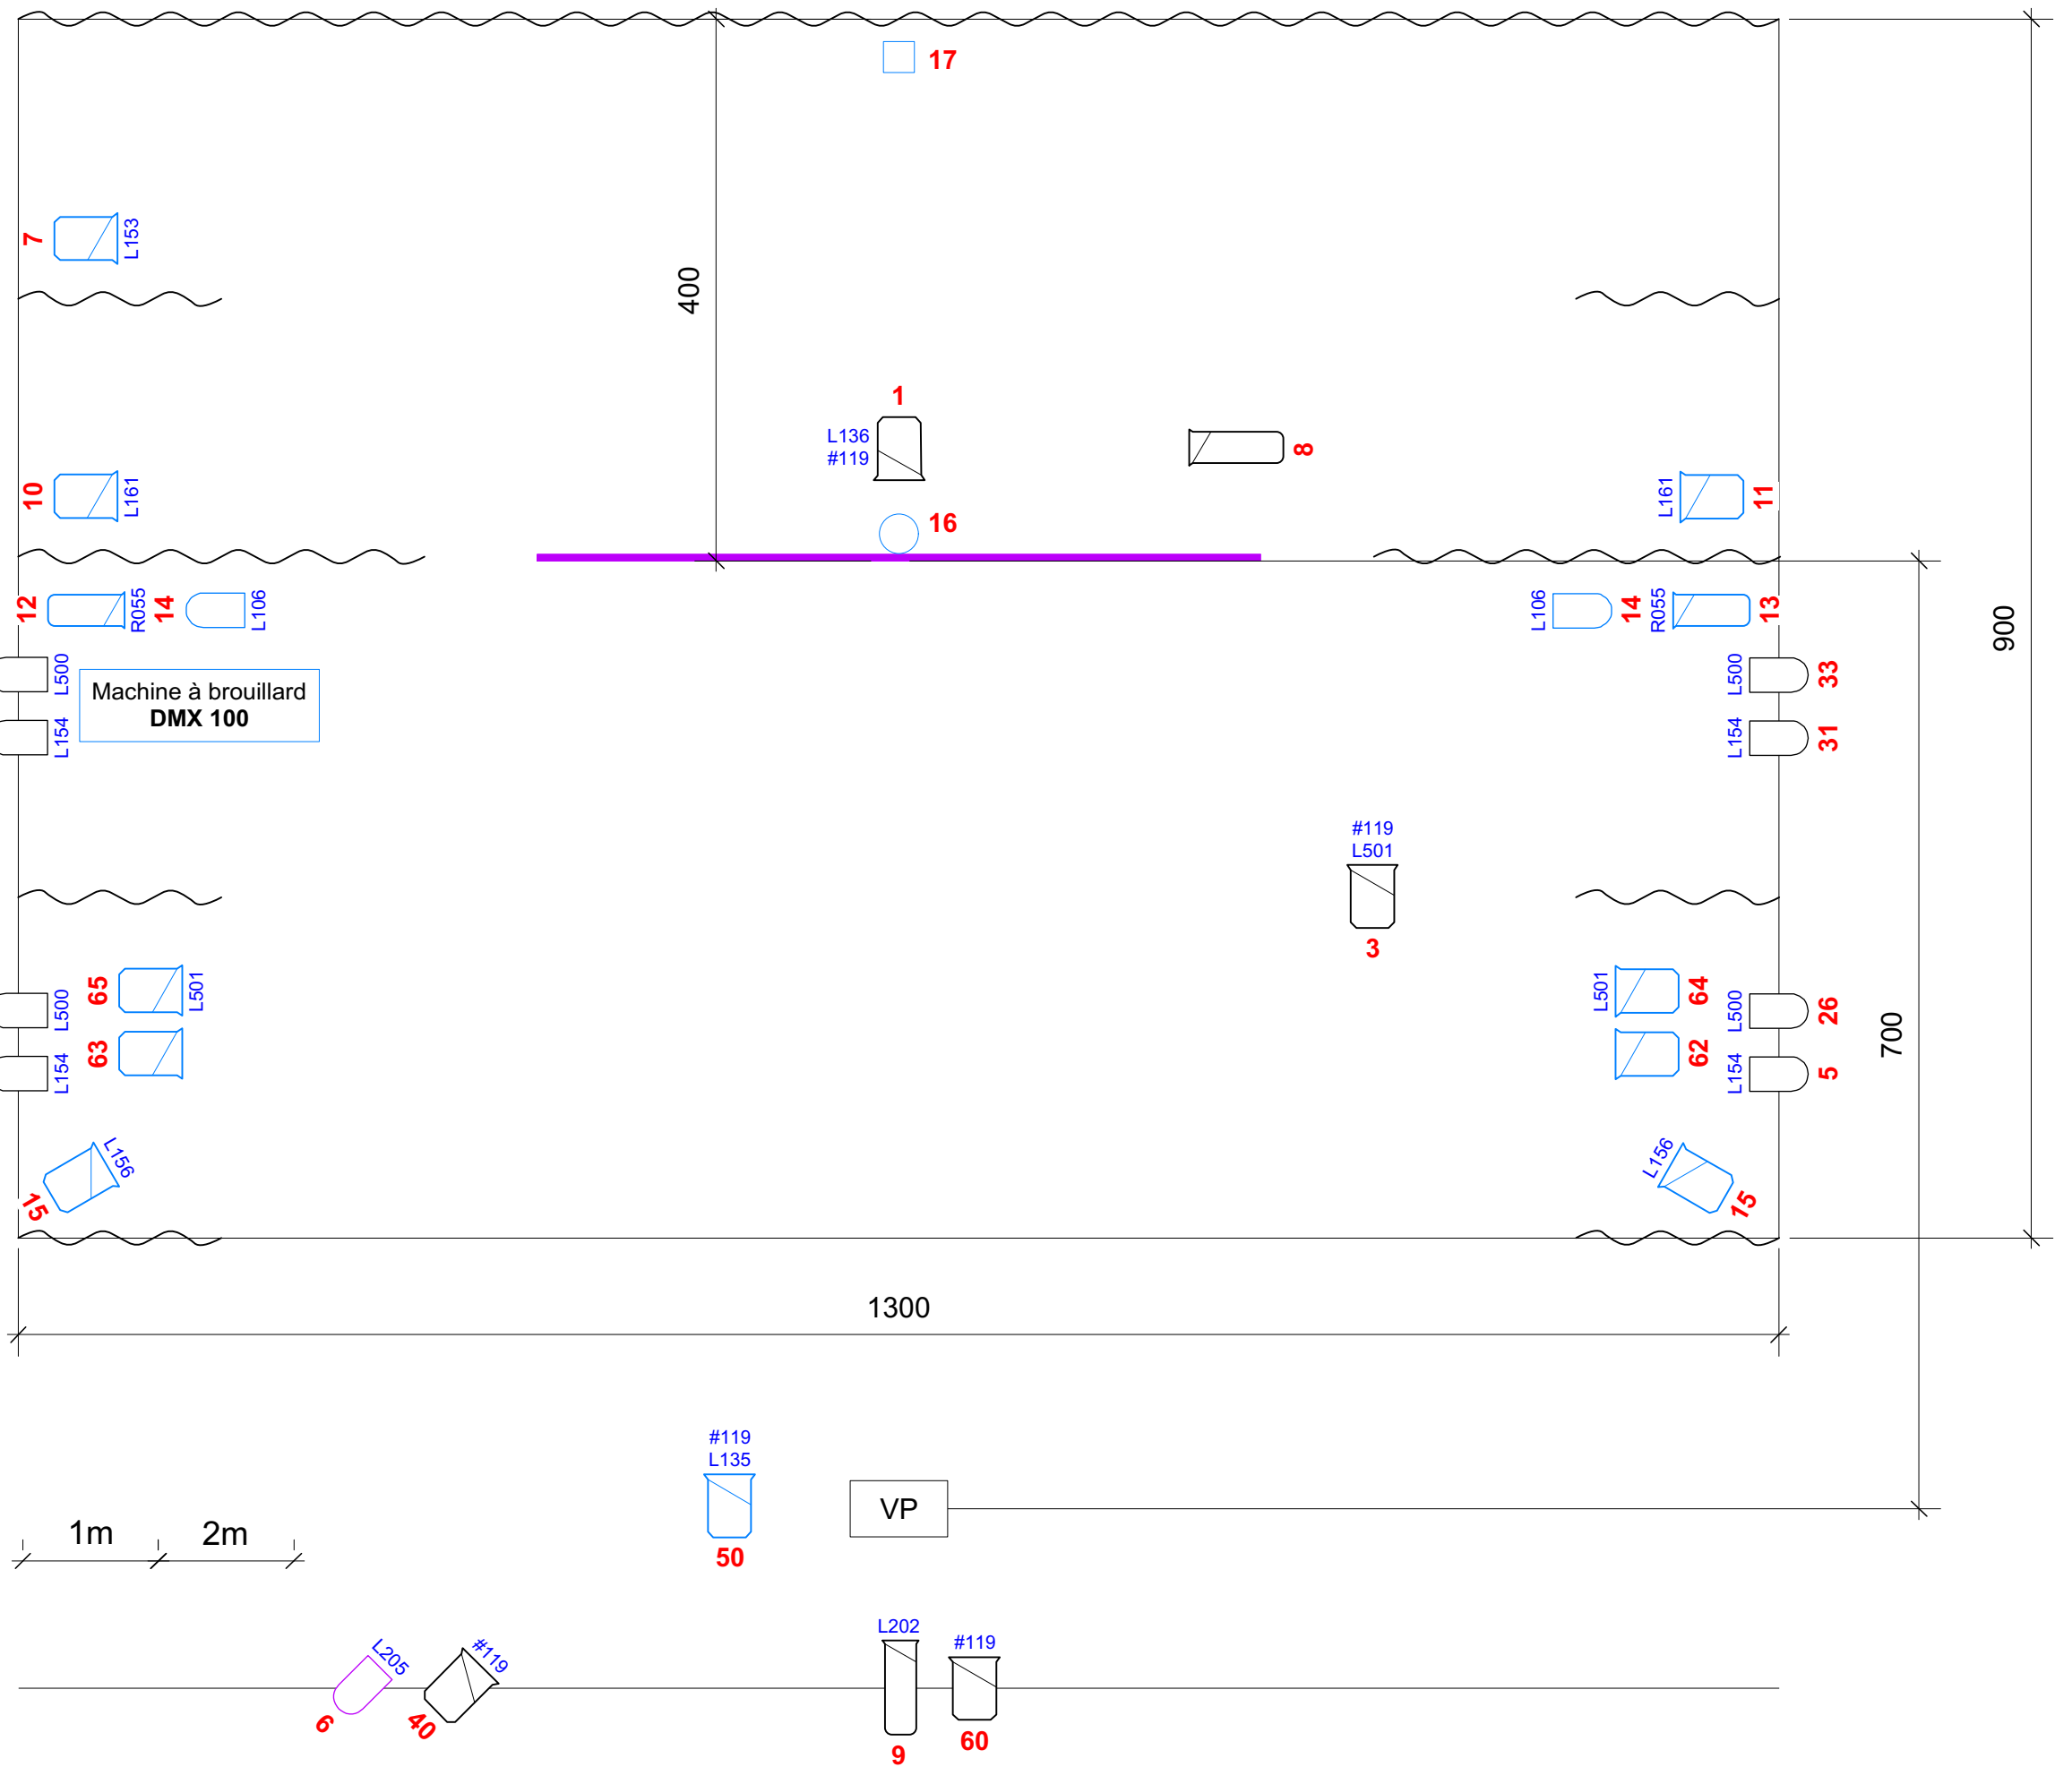 17
7
L153
400
1
L136
#119
8
10
L161
L161
11
16
12
R055
14
L106
L106
14
R055
13
900
L500
Machine à brouillard
DMX 100
L154
L500
33
L154
31
#119
L501
3
65
L501
L501
64
L500
L500
26
63
62
L154
L154
5
700
L156
15
L156
15
1300
#119
L135
VP
50
1m
2m
L205
6
#119
40
L202
9
#119
60